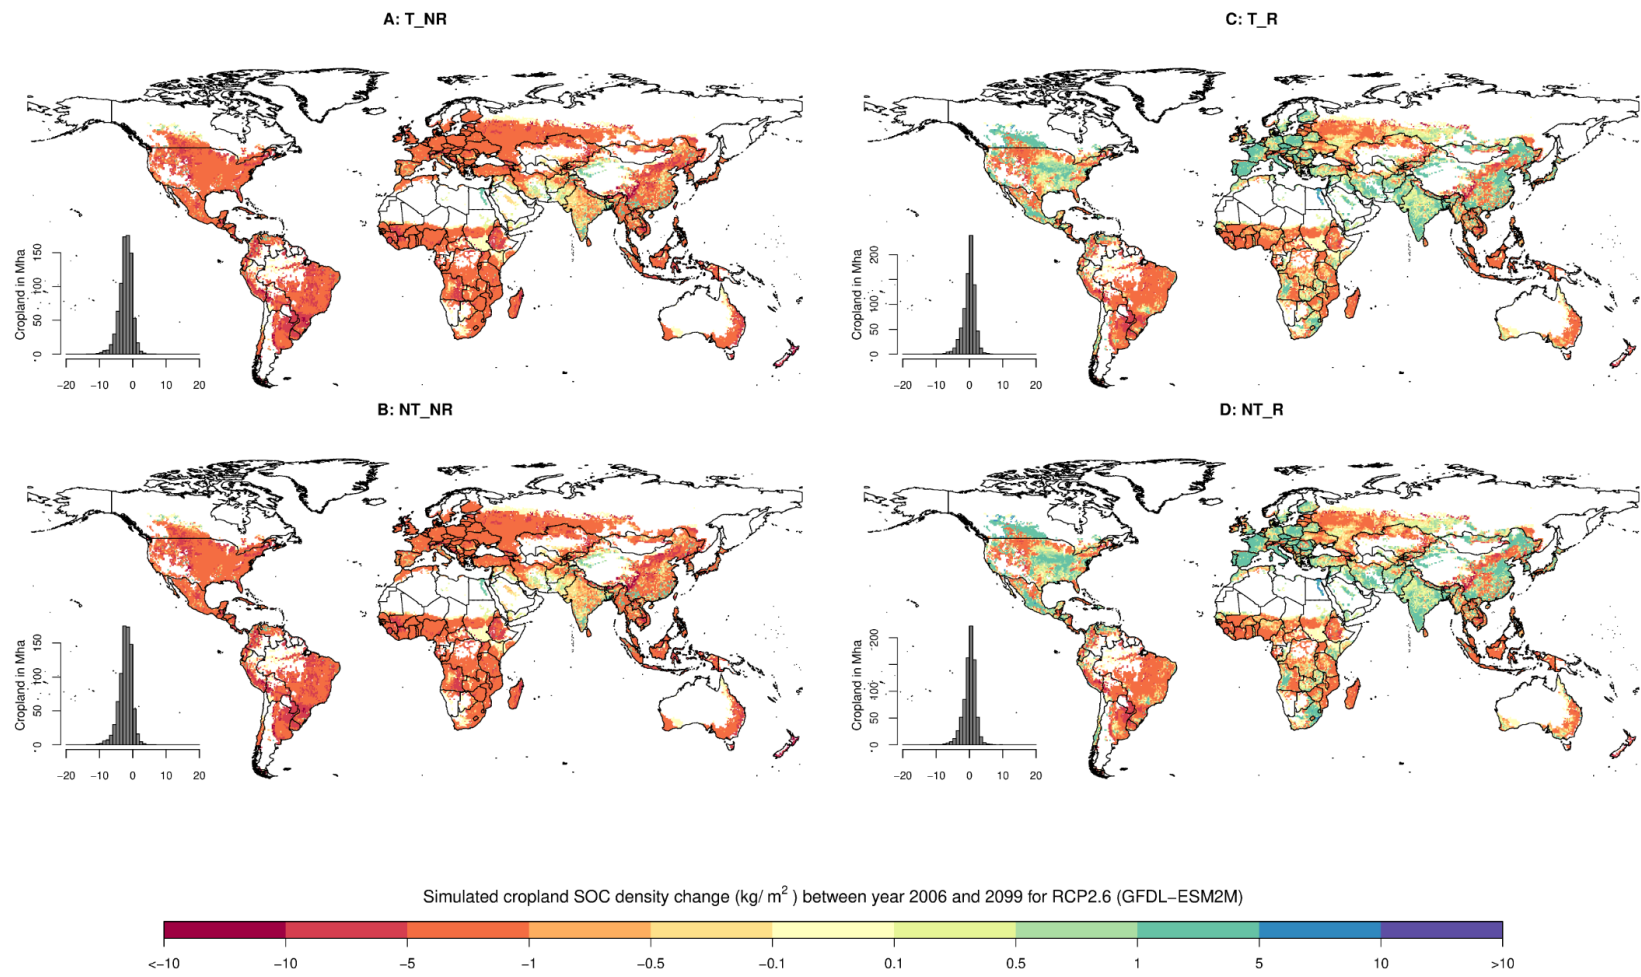 A: T_NR
C: T_R
Cropland in Mha
0 50 100 150
−20 −10 0 10 20
Cropland in Mha
0 50 100 200
−20 −10 0 10 20
B: NT_NR
D: NT_R
Cropland in Mha
0 50 100 150
−20 −10 0 10 20
Cropland in Mha
0 50 100 200
−20 −10 0 10 20
Simulated cropland SOC density change (kg/ m² ) between year 2006 and 2099 for RCP2.6 (GFDL−ESM2M)
<−10 −10 −5 −1 −0.5 −0.1 0.1 0.5 1 5 10 >10